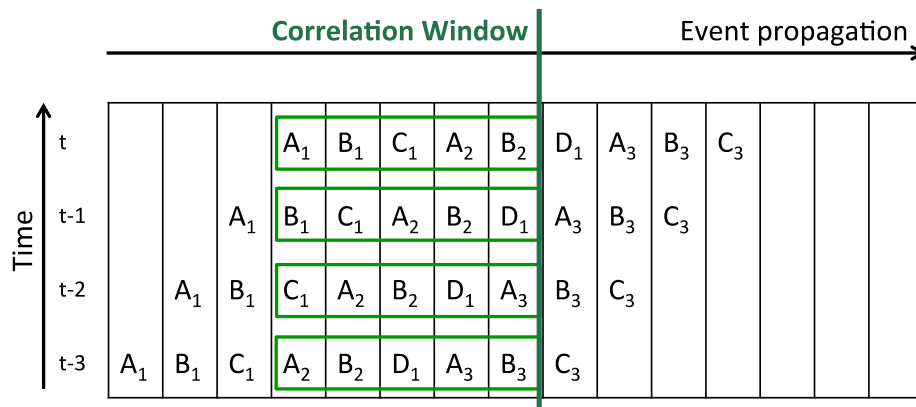 Correlation Window Event propagation
Time
t A₁ B₁ C₁ A₂ B₂ D₁ A₃ B₃ C₃
t-1 A₁ B₁ C₁ A₂ B₂ D₁ A₃ B₃ C₃
t-2 A₁ B₁ C₁ A₂ B₂ D₁ A₃ B₃ C₃
t-3 A₁ B₁ C₁ A₂ B₂ D₁ A₃ B₃ C₃